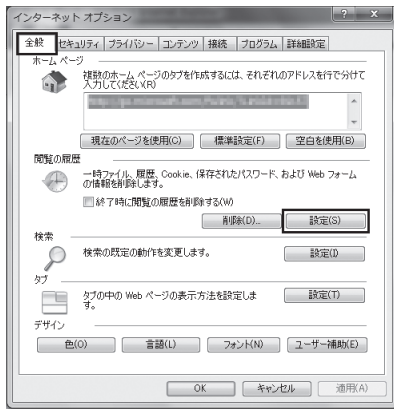 インターネット オプション
全般 セキュリティ プライバシー コンテンツ 接続 プログラム 詳細設定
ホーム ページ
複数のホーム ページのタブを作成するには、それぞれのアドレスを行で分けて
入力してください(R)
現在のページを使用(C) 標準設定(F) 空白を使用(B)
閲覧の履歴
一時ファイル、履歴、Cookie、保存されたパスワード、および Web フォーム
の情報を削除します。
終了時に閲覧の履歴を削除する(W)
削除(D)... 設定(S)
検索
検索の既定の動作を変更します。 設定(I)
タブ
タブの中の Web ページの表示方法を設定しま
す。
設定(T)
デザイン
色(O) 言語(L) フォント(N) ユーザー補助(E)
OK キャンセル 適用(A)